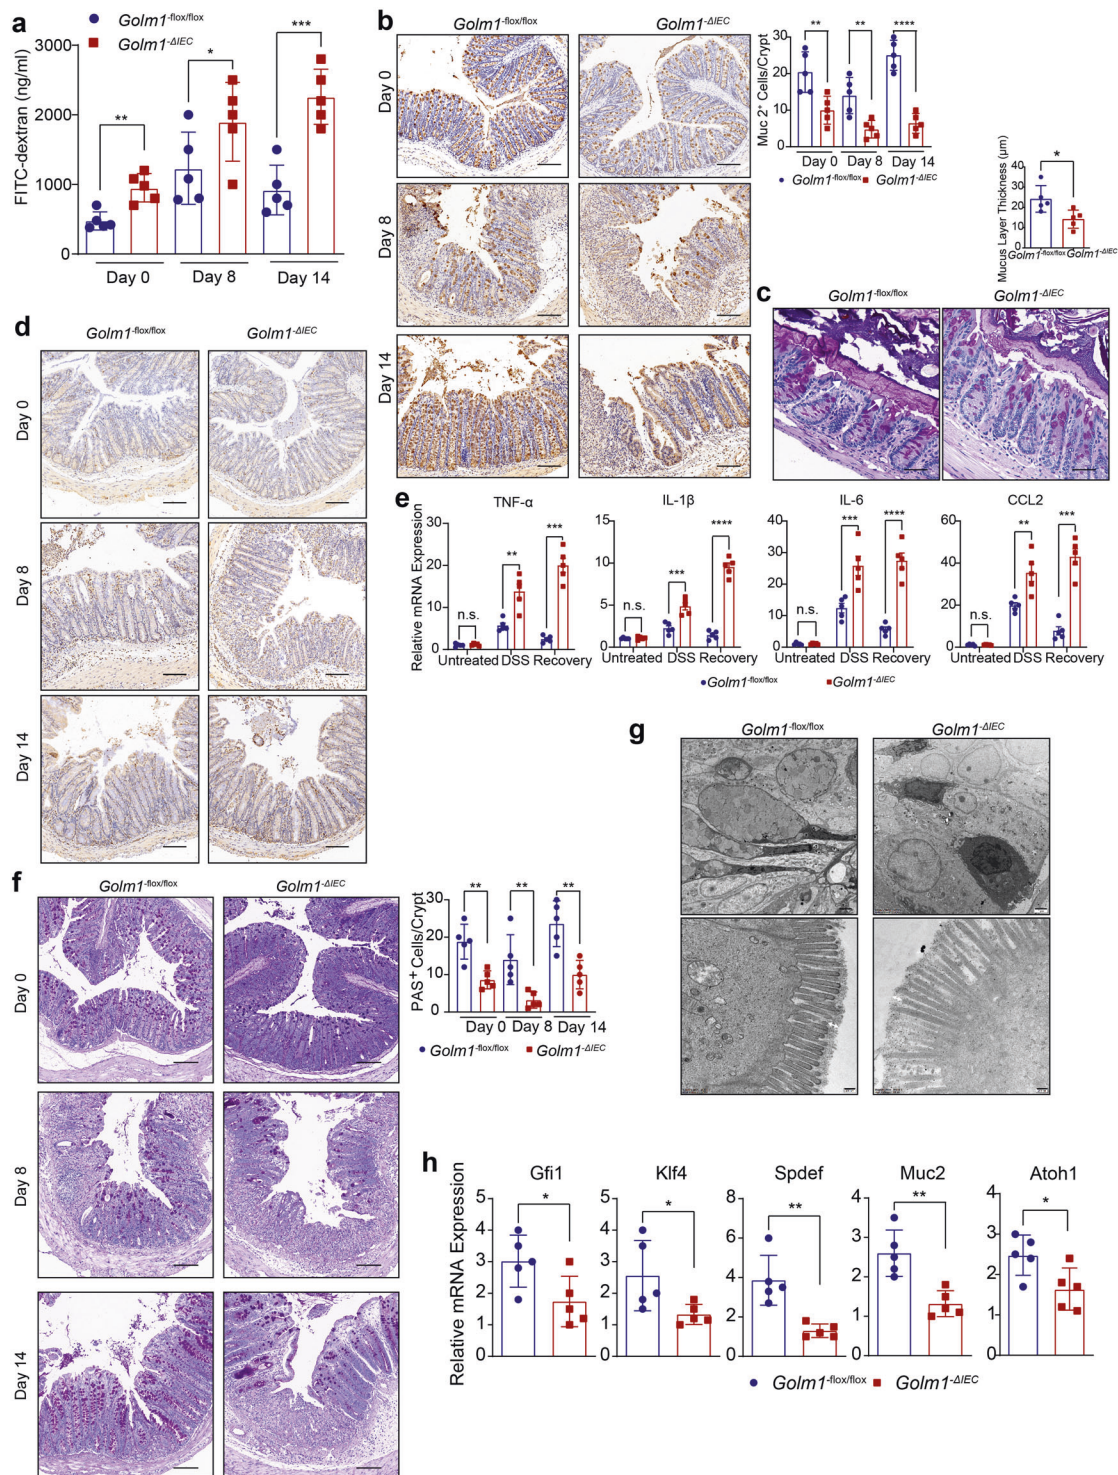 a
Golm1-flox/flox
Golm1-ΔIEC
FITC-dextran (ng/ml)
3000
2000
1000
0
**
*
***
Day 0
Day 8
Day 14
b
Golm1-flox/flox
Golm1-ΔIEC
Day 0
Day 8
Day 14
Muc 2+ Cells/Crypt
40
30
20
10
0
**
**
****
Day 0
Day 8
Day 14
Golm1-flox/flox
Golm1-ΔIEC
Mucus Layer Thickness (μm)
50
40
30
20
10
0
*
Golm1-flox/flox
Golm1-ΔIEC
c
Golm1-flox/flox
Golm1-ΔIEC
d
Golm1-flox/flox
Golm1-ΔIEC
Day 0
Day 8
Day 14
e
Relative mRNA Expression
TNF-α
30
20
10
0
n.s.
**
***
Untreated
DSS
Recovery
IL-1β
15
10
5
0
n.s.
***
****
Untreated
DSS
Recovery
IL-6
40
30
20
10
0
n.s.
***
****
Untreated
DSS
Recovery
CCL2
60
40
20
0
n.s.
**
***
Untreated
DSS
Recovery
Golm1-flox/flox
Golm1-ΔIEC
f
Golm1-flox/flox
Golm1-ΔIEC
Day 0
Day 8
Day 14
PAS+ Cells/Crypt
30
20
10
0
**
**
**
Day 0
Day 8
Day 14
Golm1-flox/flox
Golm1-ΔIEC
g
Golm1-flox/flox
Golm1-ΔIEC
h
Relative mRNA Expression
Gfi1
5
4
3
2
1
0
*
Klf4
5
4
3
2
1
0
*
Spdef
8
6
4
2
0
**
Muc2
4
3
2
1
0
**
Atoh1
4
3
2
1
0
*
Golm1-flox/flox
Golm1-ΔIEC